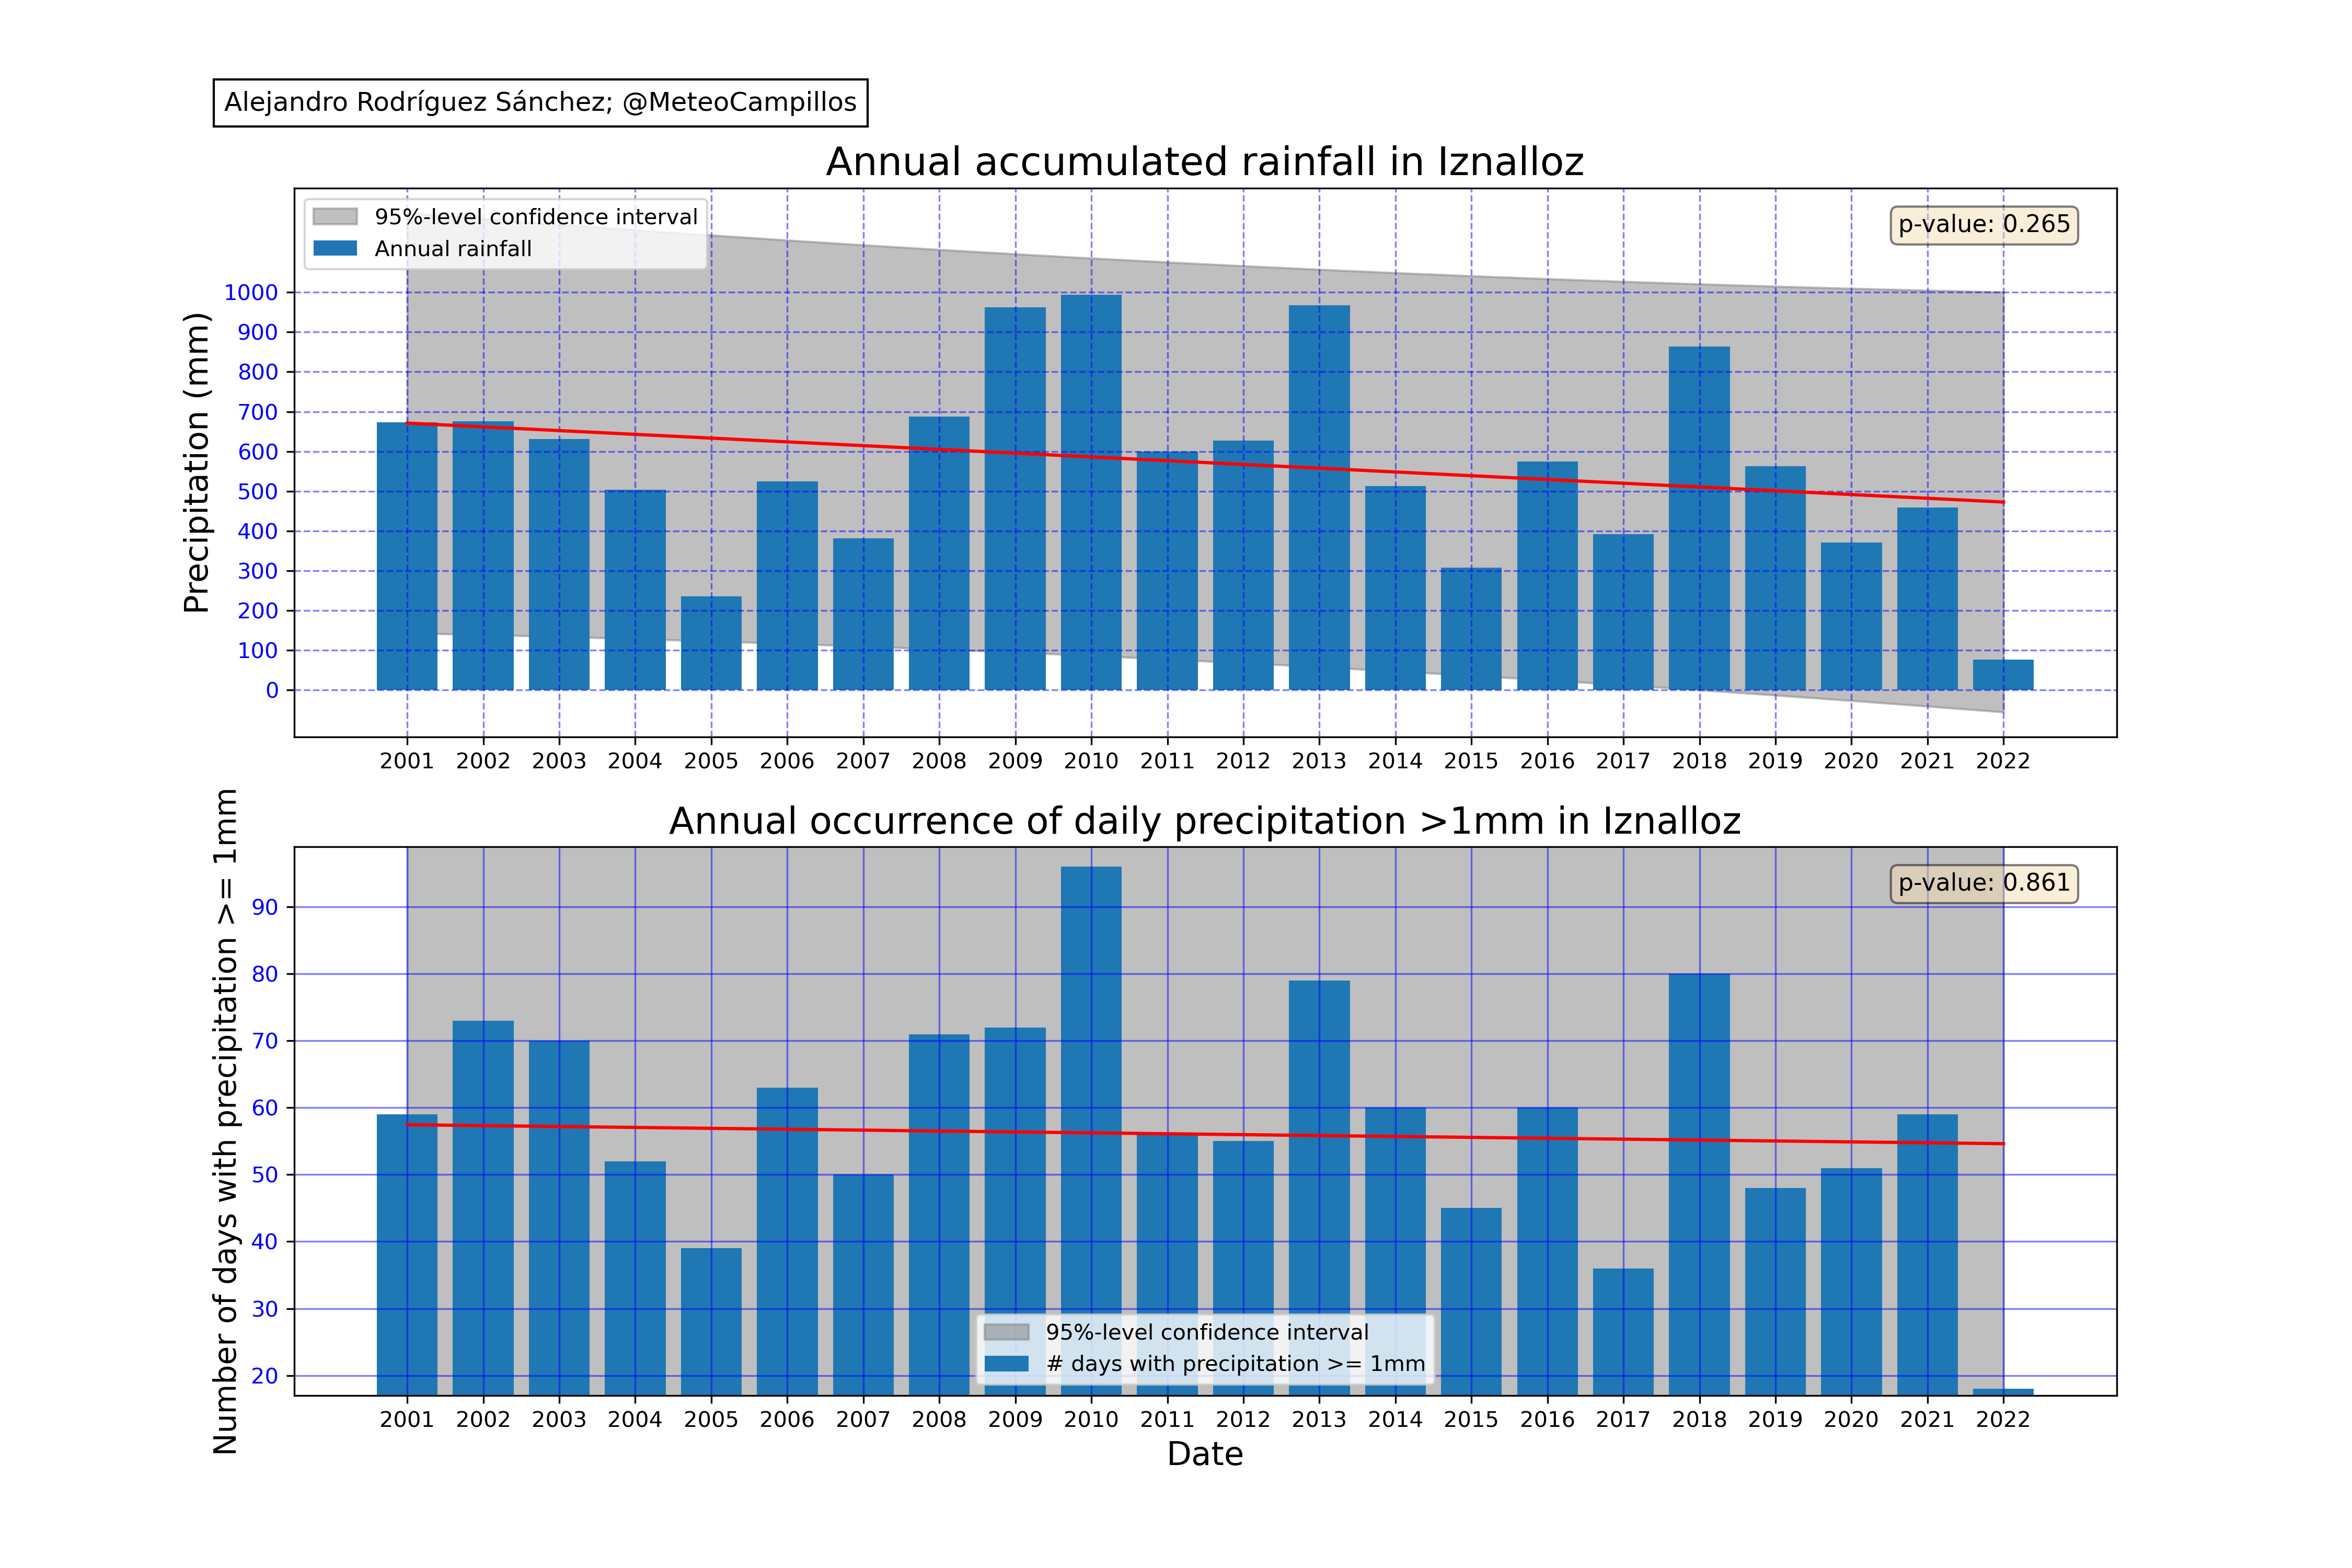 Alejandro Rodríguez Sánchez; @MeteoCampillos
Annual accumulated rainfall in Iznalloz
95%-level confidence interval
Annual rainfall
p-value: 0.265
Precipitation (mm)
1000
900
800
700
600
500
400
300
200
100
0
2001 2002 2003 2004 2005 2006 2007 2008 2009 2010 2011 2012 2013 2014 2015 2016 2017 2018 2019 2020 2021 2022
Annual occurrence of daily precipitation >1mm in Iznalloz
p-value: 0.861
Number of days with precipitation >= 1mm
90
80
70
60
50
40
30
20
95%-level confidence interval
# days with precipitation >= 1mm
2001 2002 2003 2004 2005 2006 2007 2008 2009 2010 2011 2012 2013 2014 2015 2016 2017 2018 2019 2020 2021 2022
Date